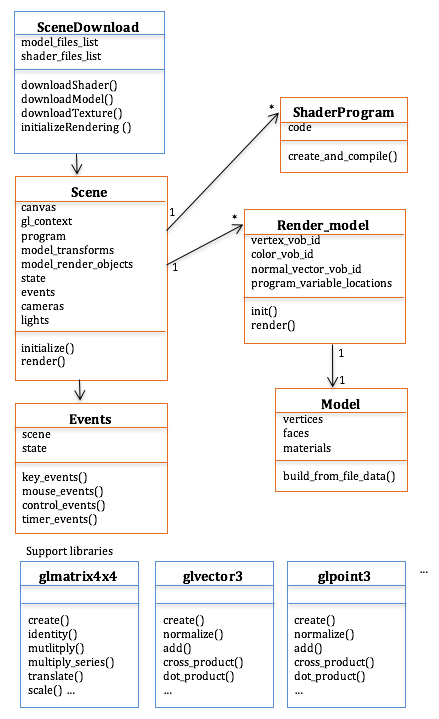 SceneDownload
model_files_list
shader_files_list
downloadShader()
downloadModel()
downloadTexture()
initializeRendering ()
*
ShaderProgram
code
create_and_compile()
1
Scene
canvas
gl_context
program
model_transforms
model_render_objects
state
events
cameras
lights
initialize()
render()
*
Render_model
vertex_vob_id
color_vob_id
normal_vector_vob_id
program_variable_locations
init()
render()
1
1
1
Model
vertices
faces
materials
build_from_file_data()
Events
scene
state
key_events()
mouse_events()
control_events()
timer_events()
Support libraries
glmatrix4x4
create()
identity()
mutlitply()
multiply_series()
translate()
scale() ...
glvector3
create()
normalize()
add()
cross_product()
dot_product()
...
glpoint3
create()
normalize()
add()
cross_product()
dot_product()
...
...